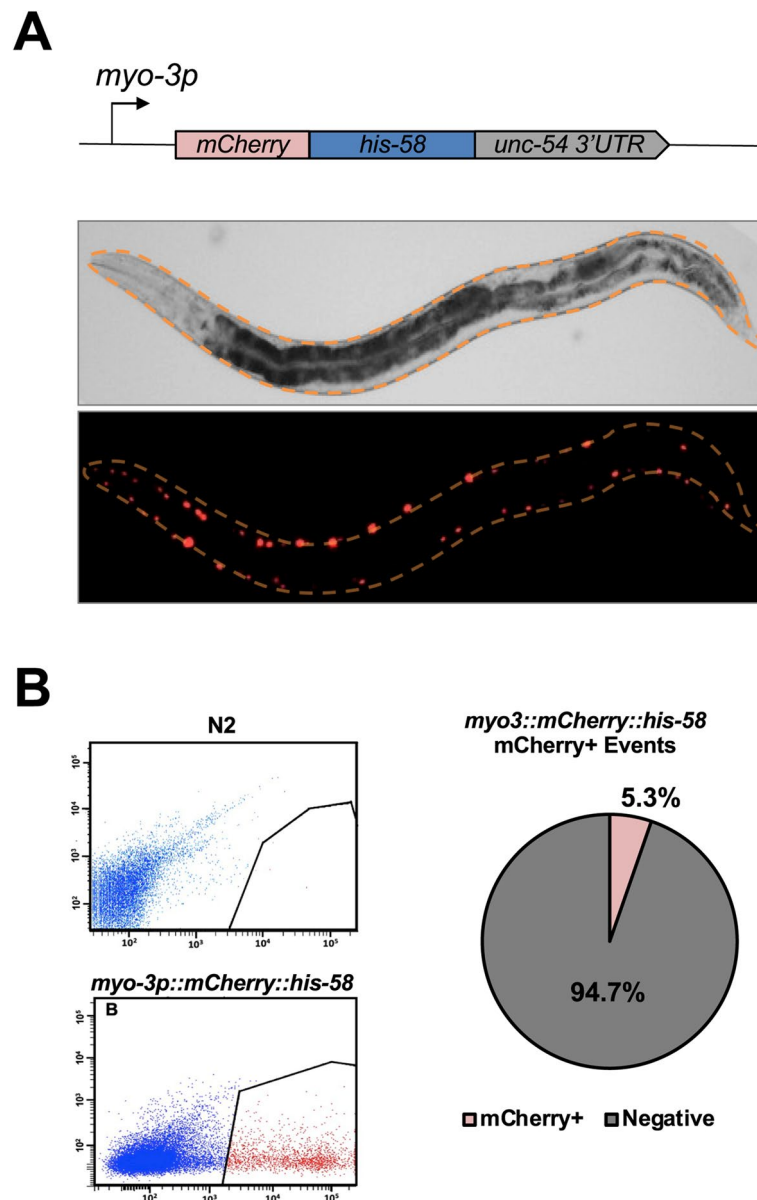 A
myo-3p
mCherry his-58 unc-54 3'UTR
B
N2
10⁵
10⁴
10³
10²
10² 10³ 10⁴ 10⁵
myo-3p::mCherry::his-58
B
10⁵
10⁴
10³
10²
10² 10³ 10⁴ 10⁵
myo3::mCherry::his-58
mCherry+ Events
5.3%
94.7%
mCherry+ Negative